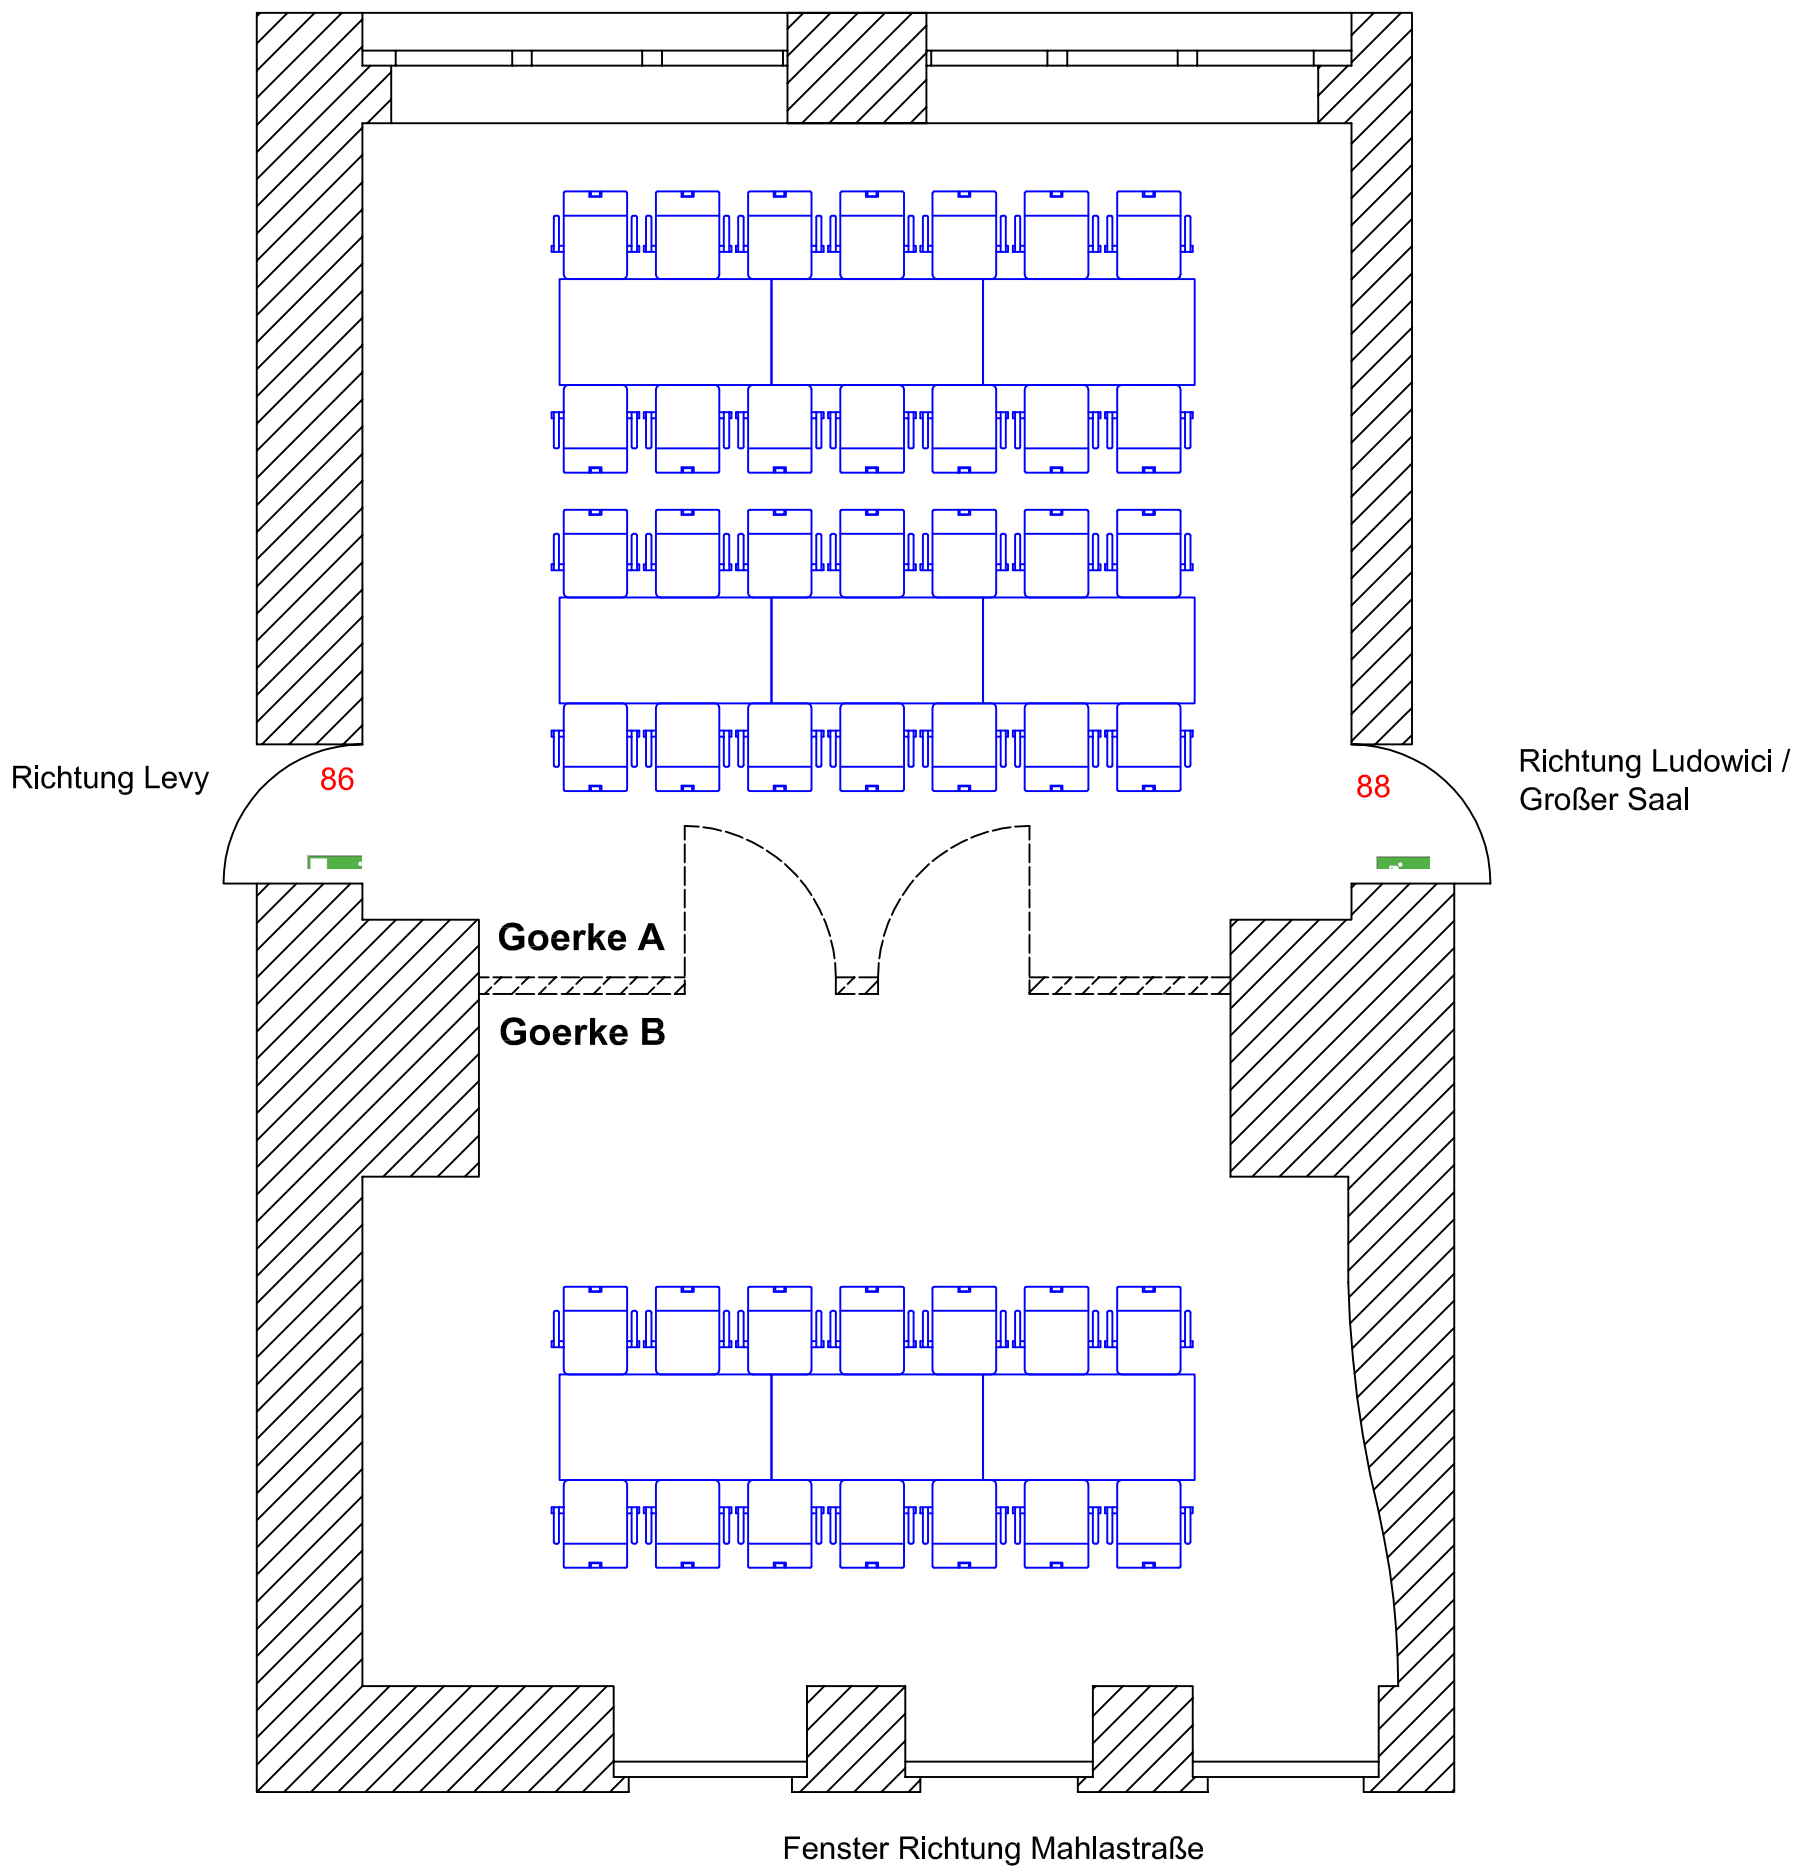 Richtung Levy
86
88
Richtung Ludowici /
Großer Saal
Goerke A
Goerke B
Fenster Richtung Mahlastraße